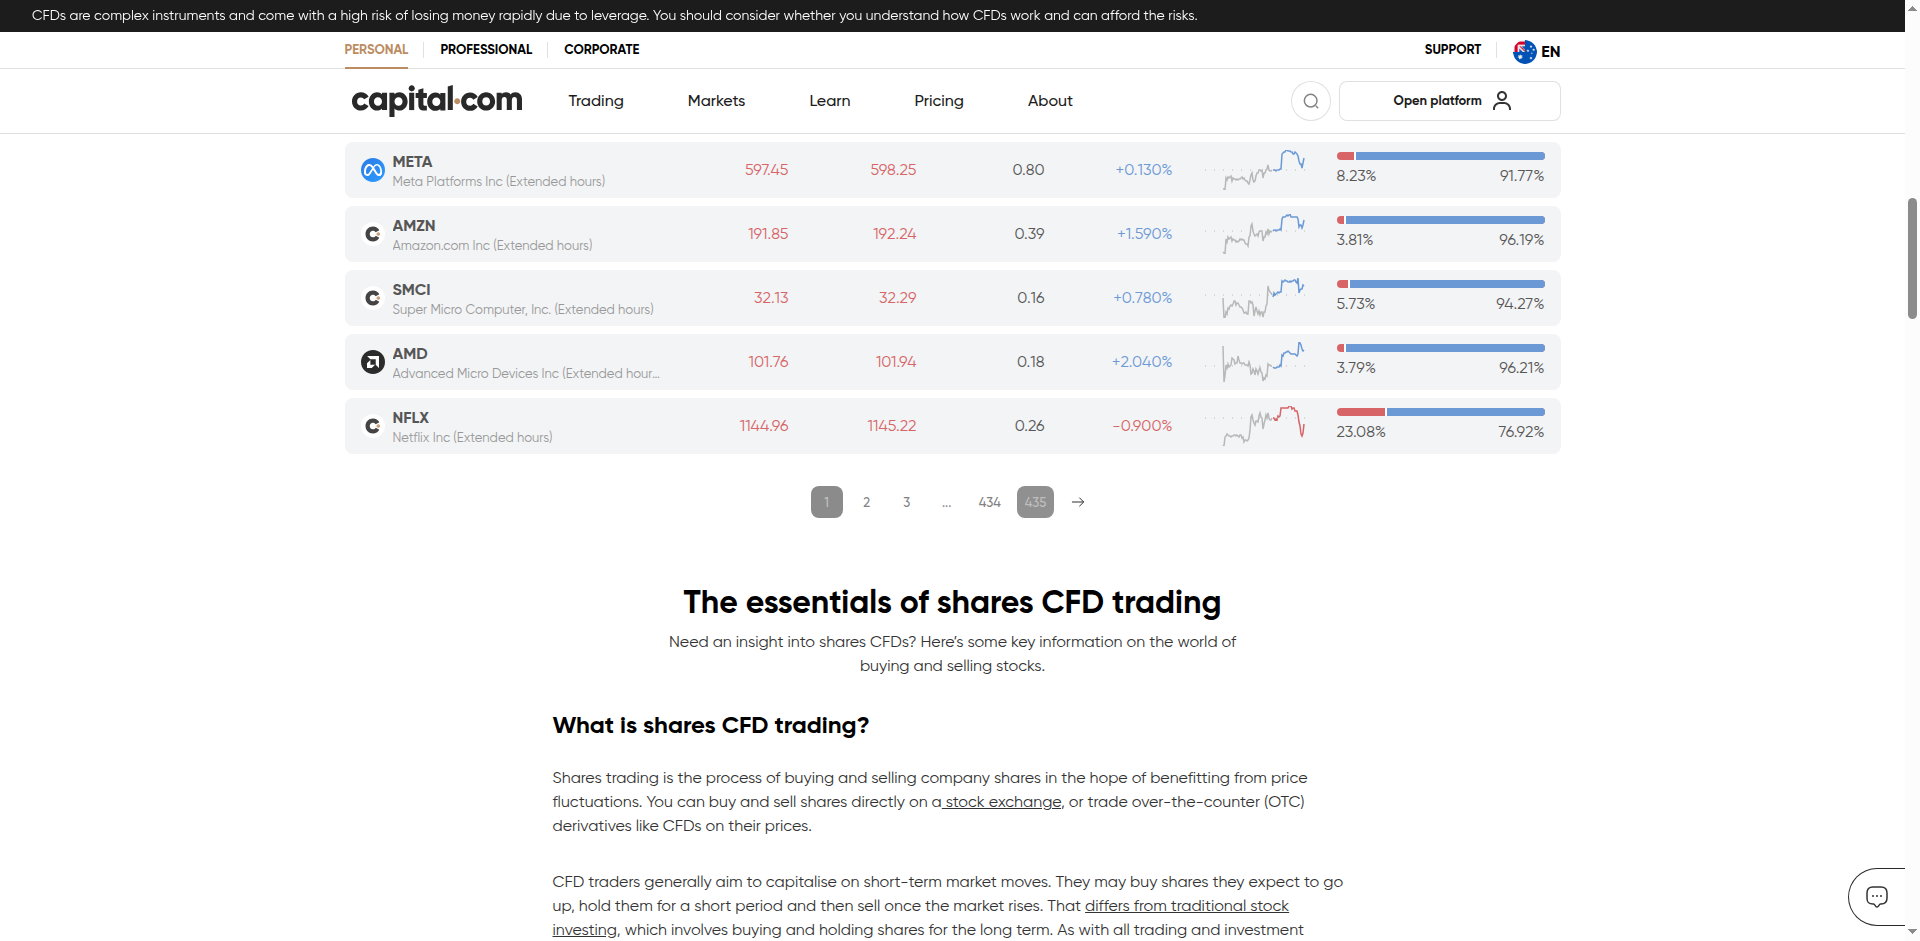 CFDs are complex instruments and come with a high risk of losing money rapidly due to leverage. You should consider whether you understand how CFDs work and can afford the risks.
PERSONAL PROFESSIONAL CORPORATE SUPPORT EN
capital.com Trading Markets Learn Pricing About Open platform
META
Meta Platforms Inc (Extended hours)
597.45 598.25 0.80 +0.130% 8.23% 91.77%
AMZN
Amazon.com Inc (Extended hours)
191.85 192.24 0.39 +1.590% 3.81% 96.19%
SMCI
Super Micro Computer, Inc. (Extended hours)
32.13 32.29 0.16 +0.780% 5.73% 94.27%
AMD
Advanced Micro Devices Inc (Extended hour...
101.76 101.94 0.18 +2.040% 3.79% 96.21%
NFLX
Netflix Inc (Extended hours)
1144.96 1145.22 0.26 -0.900% 23.08% 76.92%
1 2 3 ... 434 435
The essentials of shares CFD trading
Need an insight into shares CFDs? Here's some key information on the world of
buying and selling stocks.
What is shares CFD trading?
Shares trading is the process of buying and selling company shares in the hope of benefitting from price
fluctuations. You can buy and sell shares directly on a stock exchange, or trade over-the-counter (OTC)
derivatives like CFDs on their prices.
CFD traders generally aim to capitalise on short-term market moves. They may buy shares they expect to go
up, hold them for a short period and then sell once the market rises. That differs from traditional stock
investing, which involves buying and holding shares for the long term. As with all trading and investment